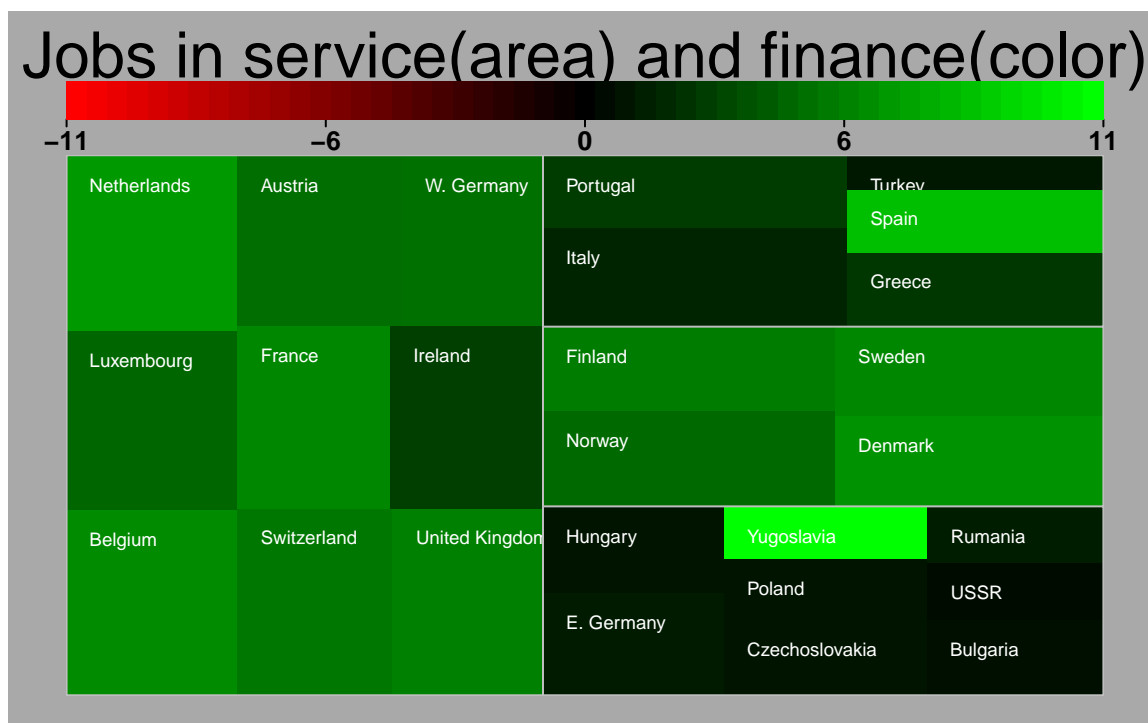 Jobs in service(area) and finance(color)
−11 −6 0 6 11
Netherlands Austria W. Germany Portugal Turkey
Spain
Italy
Greece
Luxembourg France Ireland Finland Sweden
Norway Denmark
Belgium Switzerland United Kingdom Hungary Yugoslavia Rumania
Poland USSR
E. Germany
Czechoslovakia Bulgaria